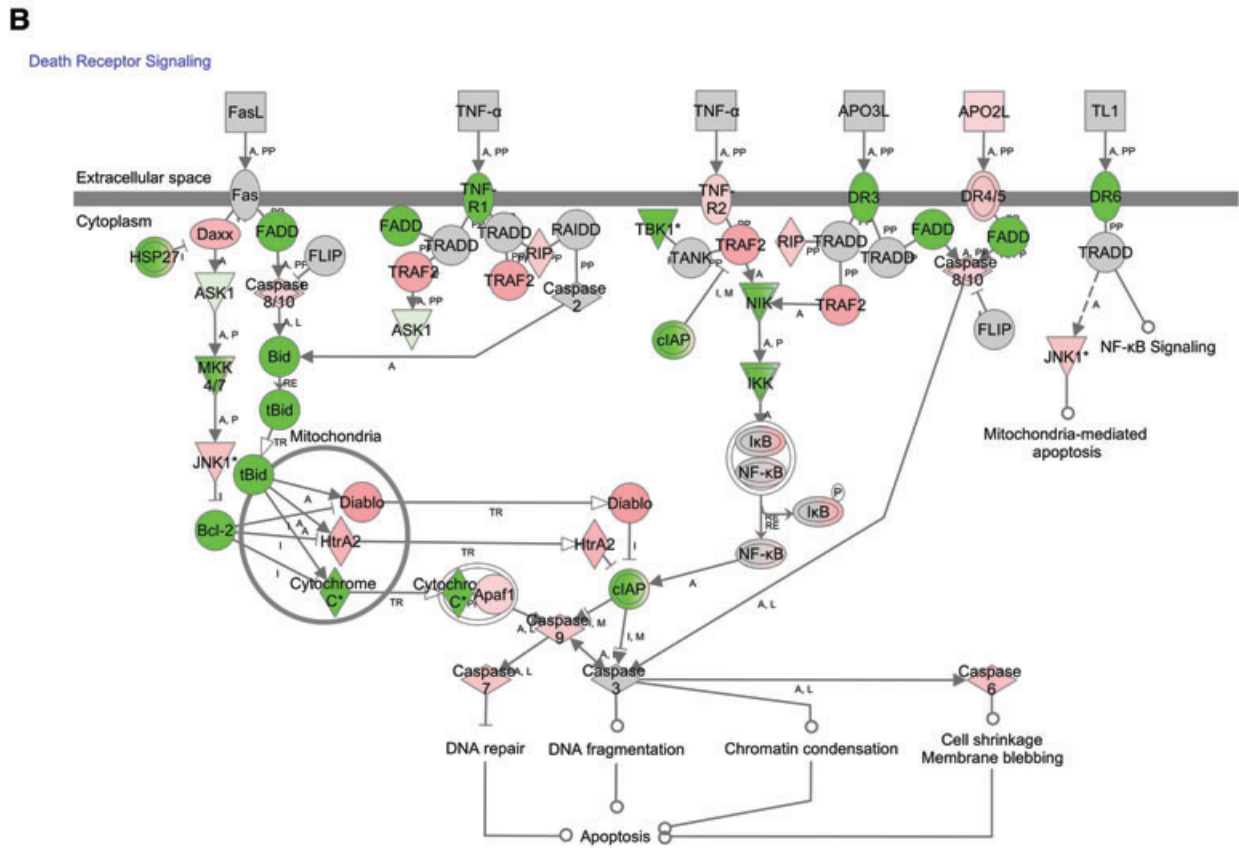 B
Death Receptor Signaling
FasL
TNF-α
TNF-α
APO3L
APO2L
TL1
A, PP
A, PP
A, PP
A, PP
A, PP
A, PP
Extracellular space
Cytoplasm
Fas
TNF-
R1
TNF-
R2
DR3
DR4/5
DR6
Daxx
FADD
HSP27
FLIP
FADD
TRADD
TRADD
RAIDD
RIP
TRAF2
TRAF2
TBK1*
TANK
TRAF2
RIP
TRADD
TRADD
FADD
FADD
TRADD
PP
PP
PP
PP
PP
A
ASK1
Caspase
8/10
A, PP
ASK1
Caspase
2
I, M
A
NIK
A
TRAF2
Caspase
8/10
FLIP
A
JNK1*
NF-κB Signaling
A, P
A, L
MKK
4/7
Bid
A
cIAP
A, P
IKK
RE
tBid
A
Mitochondria-mediated
apoptosis
A, P
TR
Mitochondria
JNK1*
tBid
I
IκB
NF-κB
Bcl-2
A
Diablo
TR
Diablo
P
IκB
RE
RE
I
A
A
HtrA2
TR
HtrA2
I
NF-κB
I
Cytochrome
C*
TR
Cytochro
C*
Apaf1
cIAP
A
A, L
Caspase
9
I, M
I, M
A, L
Caspase
7
A, L
A,
Caspase
3
A, L
Caspase
6
DNA repair
DNA fragmentation
Chromatin condensation
Cell shrinkage
Membrane blebbing
Apoptosis